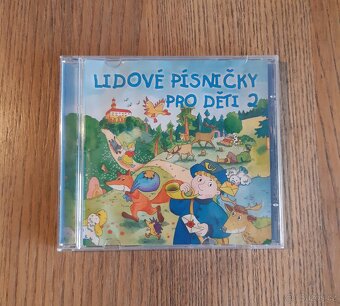 LIDOVÉ PÍSNIČKY
PRO DĚTI 2